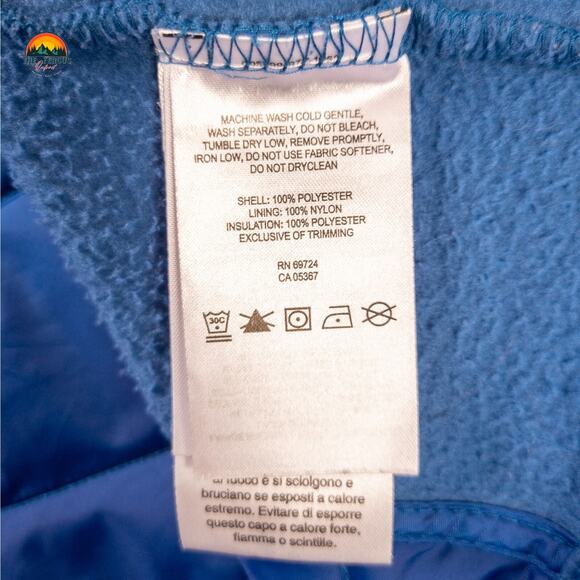 MACHINE WASH COLD GENTLE,
WASH SEPARATELY, DO NOT BLEACH,
TUMBLE DRY LOW, REMOVE PROMPTLY,
IRON LOW, DO NOT USE FABRIC SOFTENER,
DO NOT DRYCLEAN
SHELL: 100% POLYESTER
LINING: 100% NYLON
INSULATION: 100% POLYESTER
EXCLUSIVE OF TRIMMING
RN 69724
CA 05367
30C
al fuoco e si sciolgono e
bruciano se esposti a calore
estremo. Evitare di esporre
questo capo a calore forte,
fiamma o scintille.